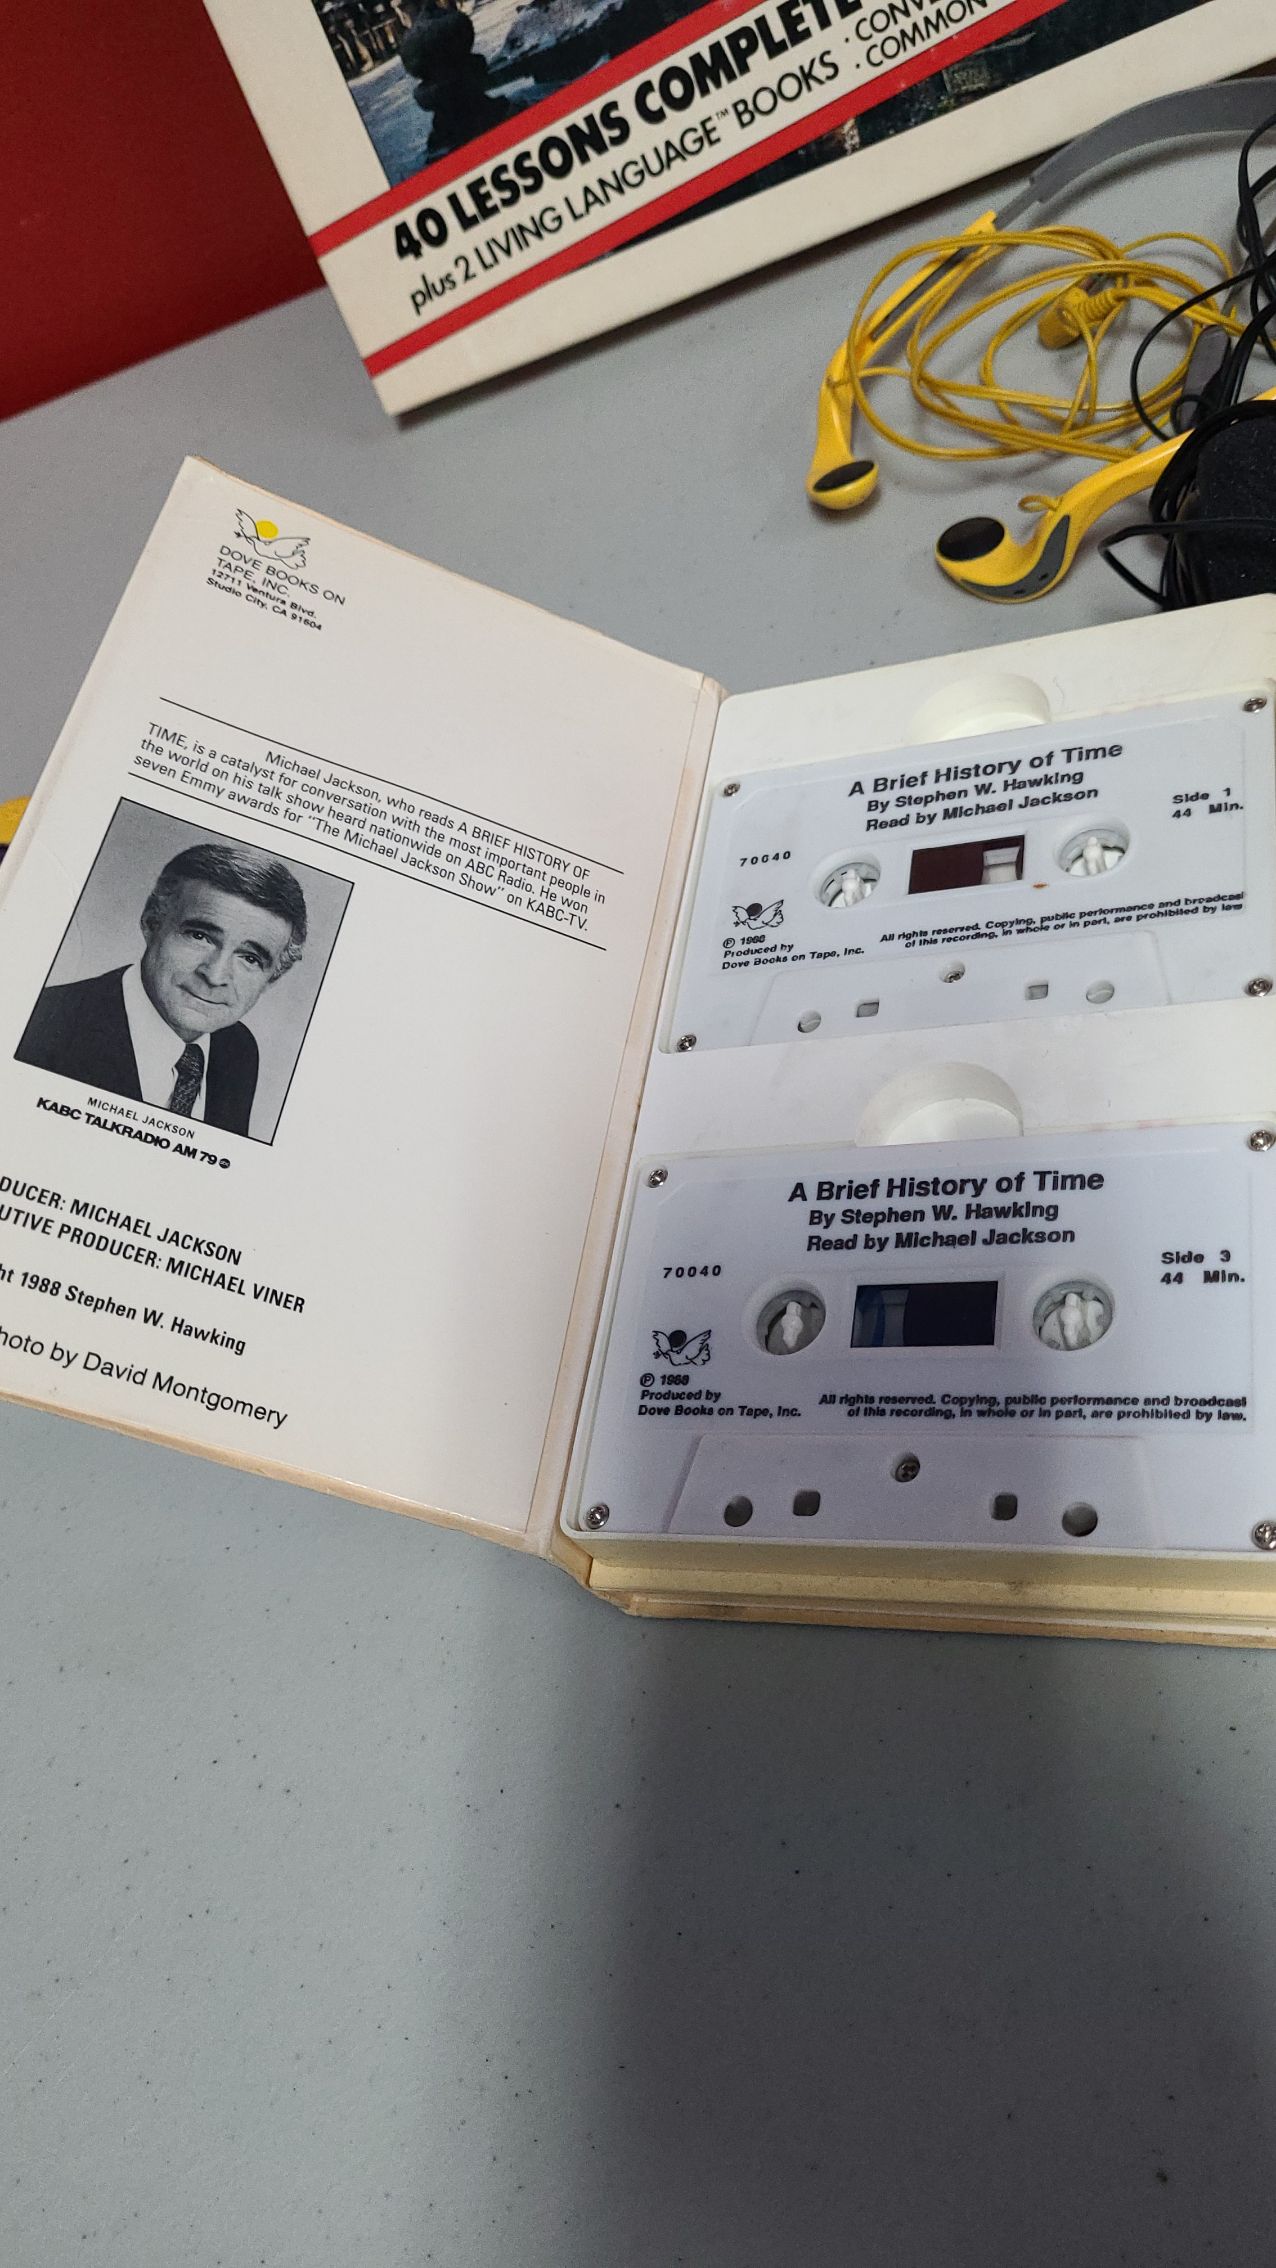 40 LESSONS COMPLETE
plus 2 LIVING LANGUAGE™ BOOKS
· CONV
· COMMON
DOVE BOOKS ON
TAPE, INC.
12711 Ventura Blvd.
Studio City, CA 91604
Michael Jackson, who reads A BRIEF HISTORY OF
TIME, is a catalyst for conversation with the most important people in
the world on his talk show heard nationwide on ABC Radio. He won
seven Emmy awards for "The Michael Jackson Show" on KABC-TV.
MICHAEL JACKSON
KABC TALKRADIO AM 79
DUCER: MICHAEL JACKSON
UTIVE PRODUCER: MICHAEL VINER
ht 1988 Stephen W. Hawking
hoto by David Montgomery
A Brief History of Time
By Stephen W. Hawking
Read by Michael Jackson
Side 1
44 Min.
70040
℗ 1988
Produced by
Dove Books on Tape, Inc.
All rights reserved. Copying, public performance and broadcast
of this recording, in whole or in part, are prohibited by law
A Brief History of Time
By Stephen W. Hawking
Read by Michael Jackson
Side 3
44 Min.
70040
℗ 1988
Produced by
Dove Books on Tape, Inc.
All rights reserved. Copying, public performance and broadcast
of this recording, in whole or in part, are prohibited by law.